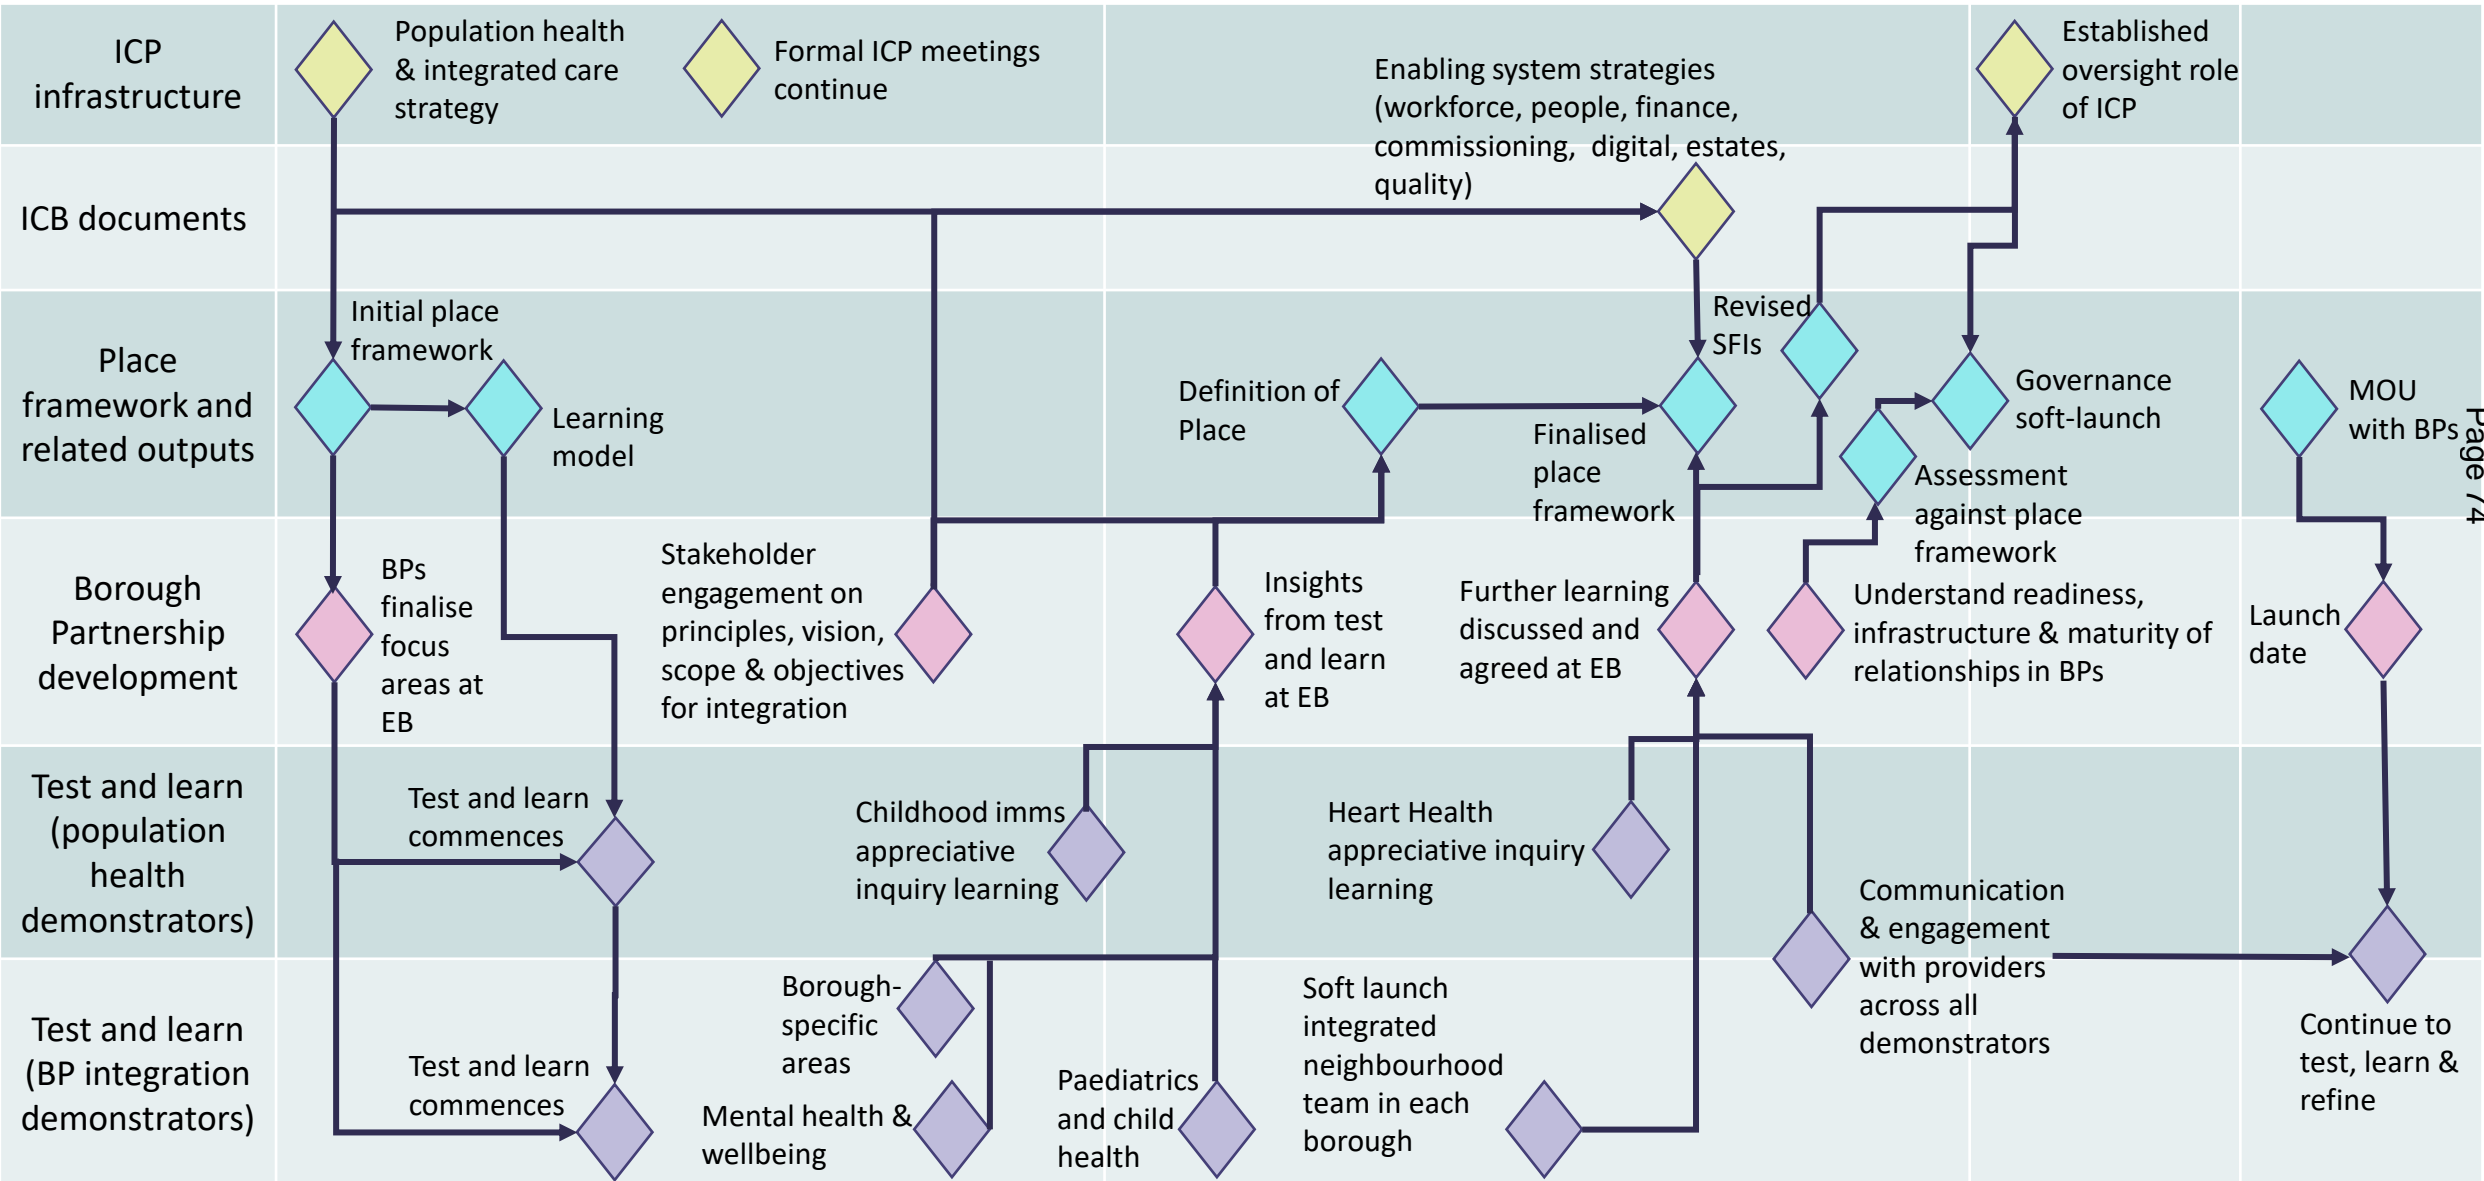 ICP
infrastructure
Population health
& integrated care
strategy
Formal ICP meetings
continue
Enabling system strategies
(workforce, people, finance,
commissioning,  digital, estates,
quality)
Established
oversight role
of ICP
ICB documents
Place
framework and
related outputs
Initial place
framework
Learning
model
Definition of
Place
Finalised
place
framework
Revised
SFIs
Governance
soft-launch
Assessment
against place
framework
MOU
with BPs
Page 74
Borough
Partnership
development
BPs
finalise
focus
areas at
EB
Stakeholder
engagement on
principles, vision,
scope & objectives
for integration
Insights
from test
and learn
at EB
Further learning
discussed and
agreed at EB
Understand readiness,
infrastructure & maturity of
relationships in BPs
Launch
date
Test and learn
(population
health
demonstrators)
Test and learn
commences
Childhood imms
appreciative
inquiry learning
Heart Health
appreciative inquiry
learning
Communication
& engagement
with providers
across all
demonstrators
Continue to
test, learn &
refine
Test and learn
(BP integration
demonstrators)
Test and learn
commences
Borough-
specific
areas
Mental health &
wellbeing
Paediatrics
and child
health
Soft launch
integrated
neighbourhood
team in each
borough